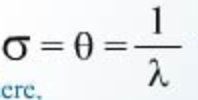 σ = θ = 1/λ
ere,